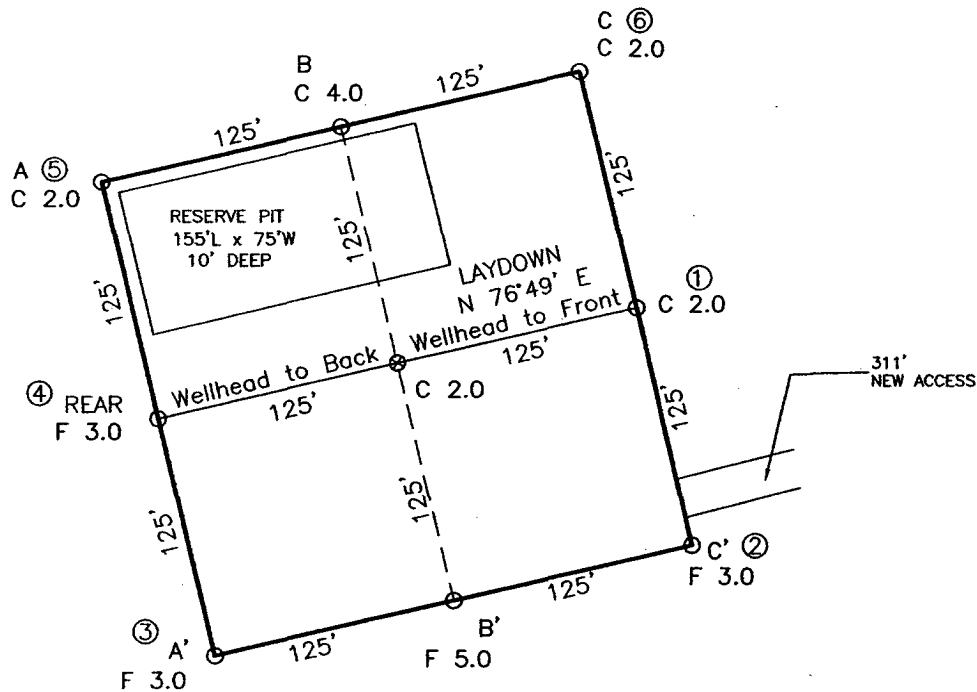 C ⑥
C 2.0
B
C 4.0
125'
125'
A ⑤
C 2.0
RESERVE PIT
155'L x 75'W
10' DEEP
125'
125'
125'
LAYDOWN
N 76°49' E
① 
C 2.0
Wellhead to Front
125'
Wellhead to Back
125'
C 2.0
④ REAR
F 3.0
311'
NEW ACCESS
125'
125'
125'
C' ②
F 3.0
125'
B'
F 5.0
125'
③ A'
F 3.0